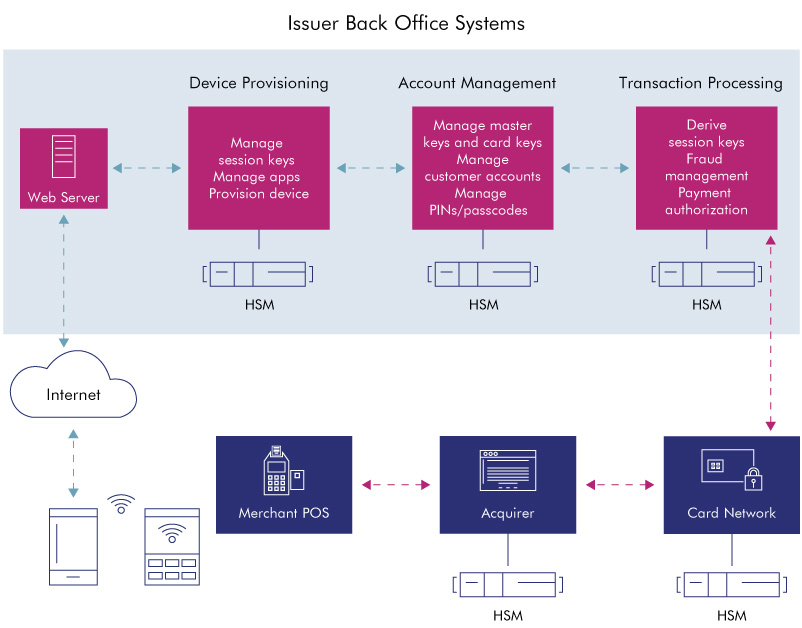 Issuer Back Office Systems
Device Provisioning
Account Management
Transaction Processing
Web Server
Manage
session keys
Manage apps
Provision device
Manage master
keys and card keys
Manage
customer accounts
Manage
PINs/passcodes
Derive
session keys
Fraud
management
Payment
authorization
HSM
HSM
HSM
Internet
Merchant POS
Acquirer
Card Network
HSM
HSM